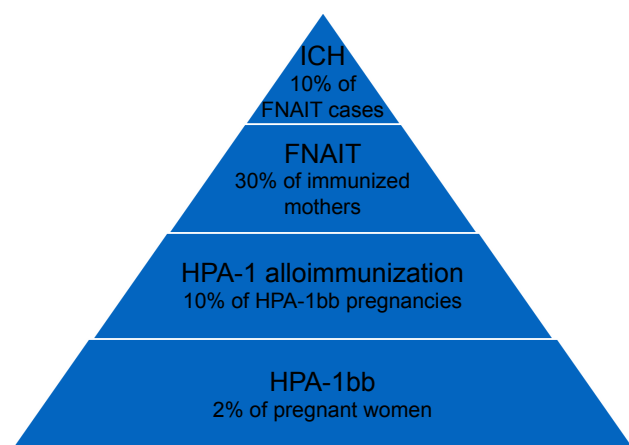 ICH
10% of
FNAIT cases
FNAIT
30% of immunized
mothers
HPA-1 alloimmunization
10% of HPA-1bb pregnancies
HPA-1bb
2% of pregnant women